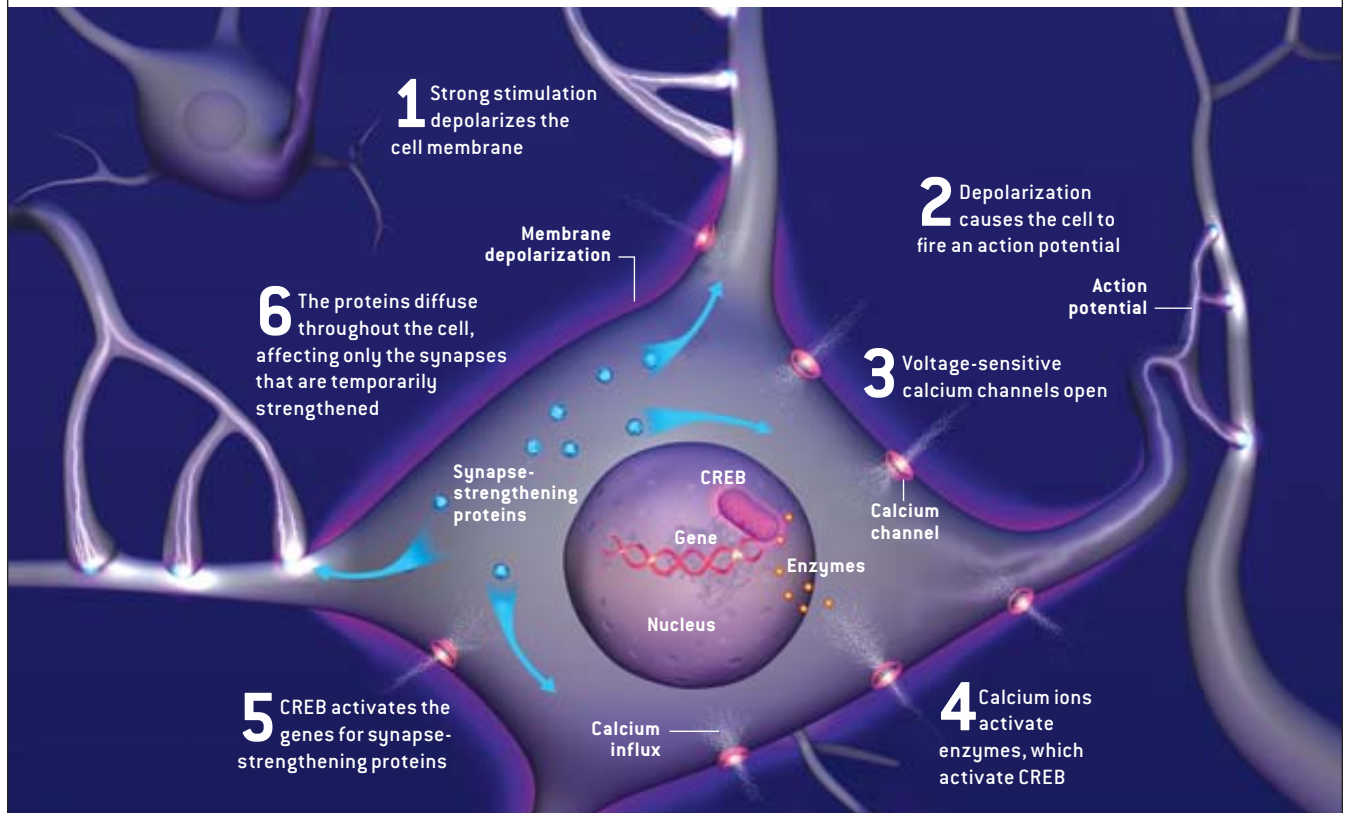 1 Strong stimulation
depolarizes the
cell membrane
Membrane
depolarization
2 Depolarization
causes the cell to
fire an action potential
Action
potential
3 Voltage-sensitive
calcium channels open
Calcium
channel
4 Calcium ions
activate
enzymes, which
activate CREB
Calcium
influx
CREB
Gene
Enzymes
Nucleus
5 CREB activates the
genes for synapse-
strengthening proteins
Synapse-
strengthening
proteins
6 The proteins diffuse
throughout the cell,
affecting only the synapses
that are temporarily
strengthened